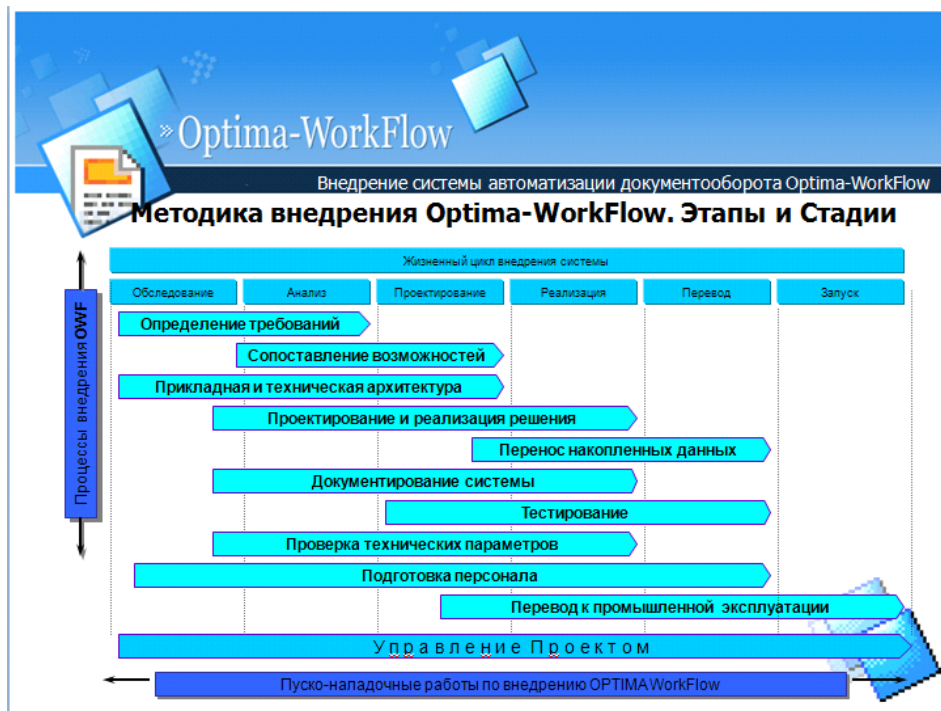 Optima-WorkFlow
Внедрение системы автоматизации документооборота Optima-WorkFlow
Методика внедрения Optima-WorkFlow. Этапы и Стадии
Жизненный цикл внедрения системы
Обследование
Анализ
Проектирование
Реализация
Перевод
Запуск
Процессы внедрения OWF
Определение требований
Сопоставление возможностей
Прикладная и техническая архитектура
Проектирование и реализация решения
Перенос накопленных данных
Документирование системы
Тестирование
Проверка технических параметров
Подготовка персонала
Перевод к промышленной эксплуатации
Управление Проектом
Пуско-наладочные работы по внедрению OPTIMA WorkFlow